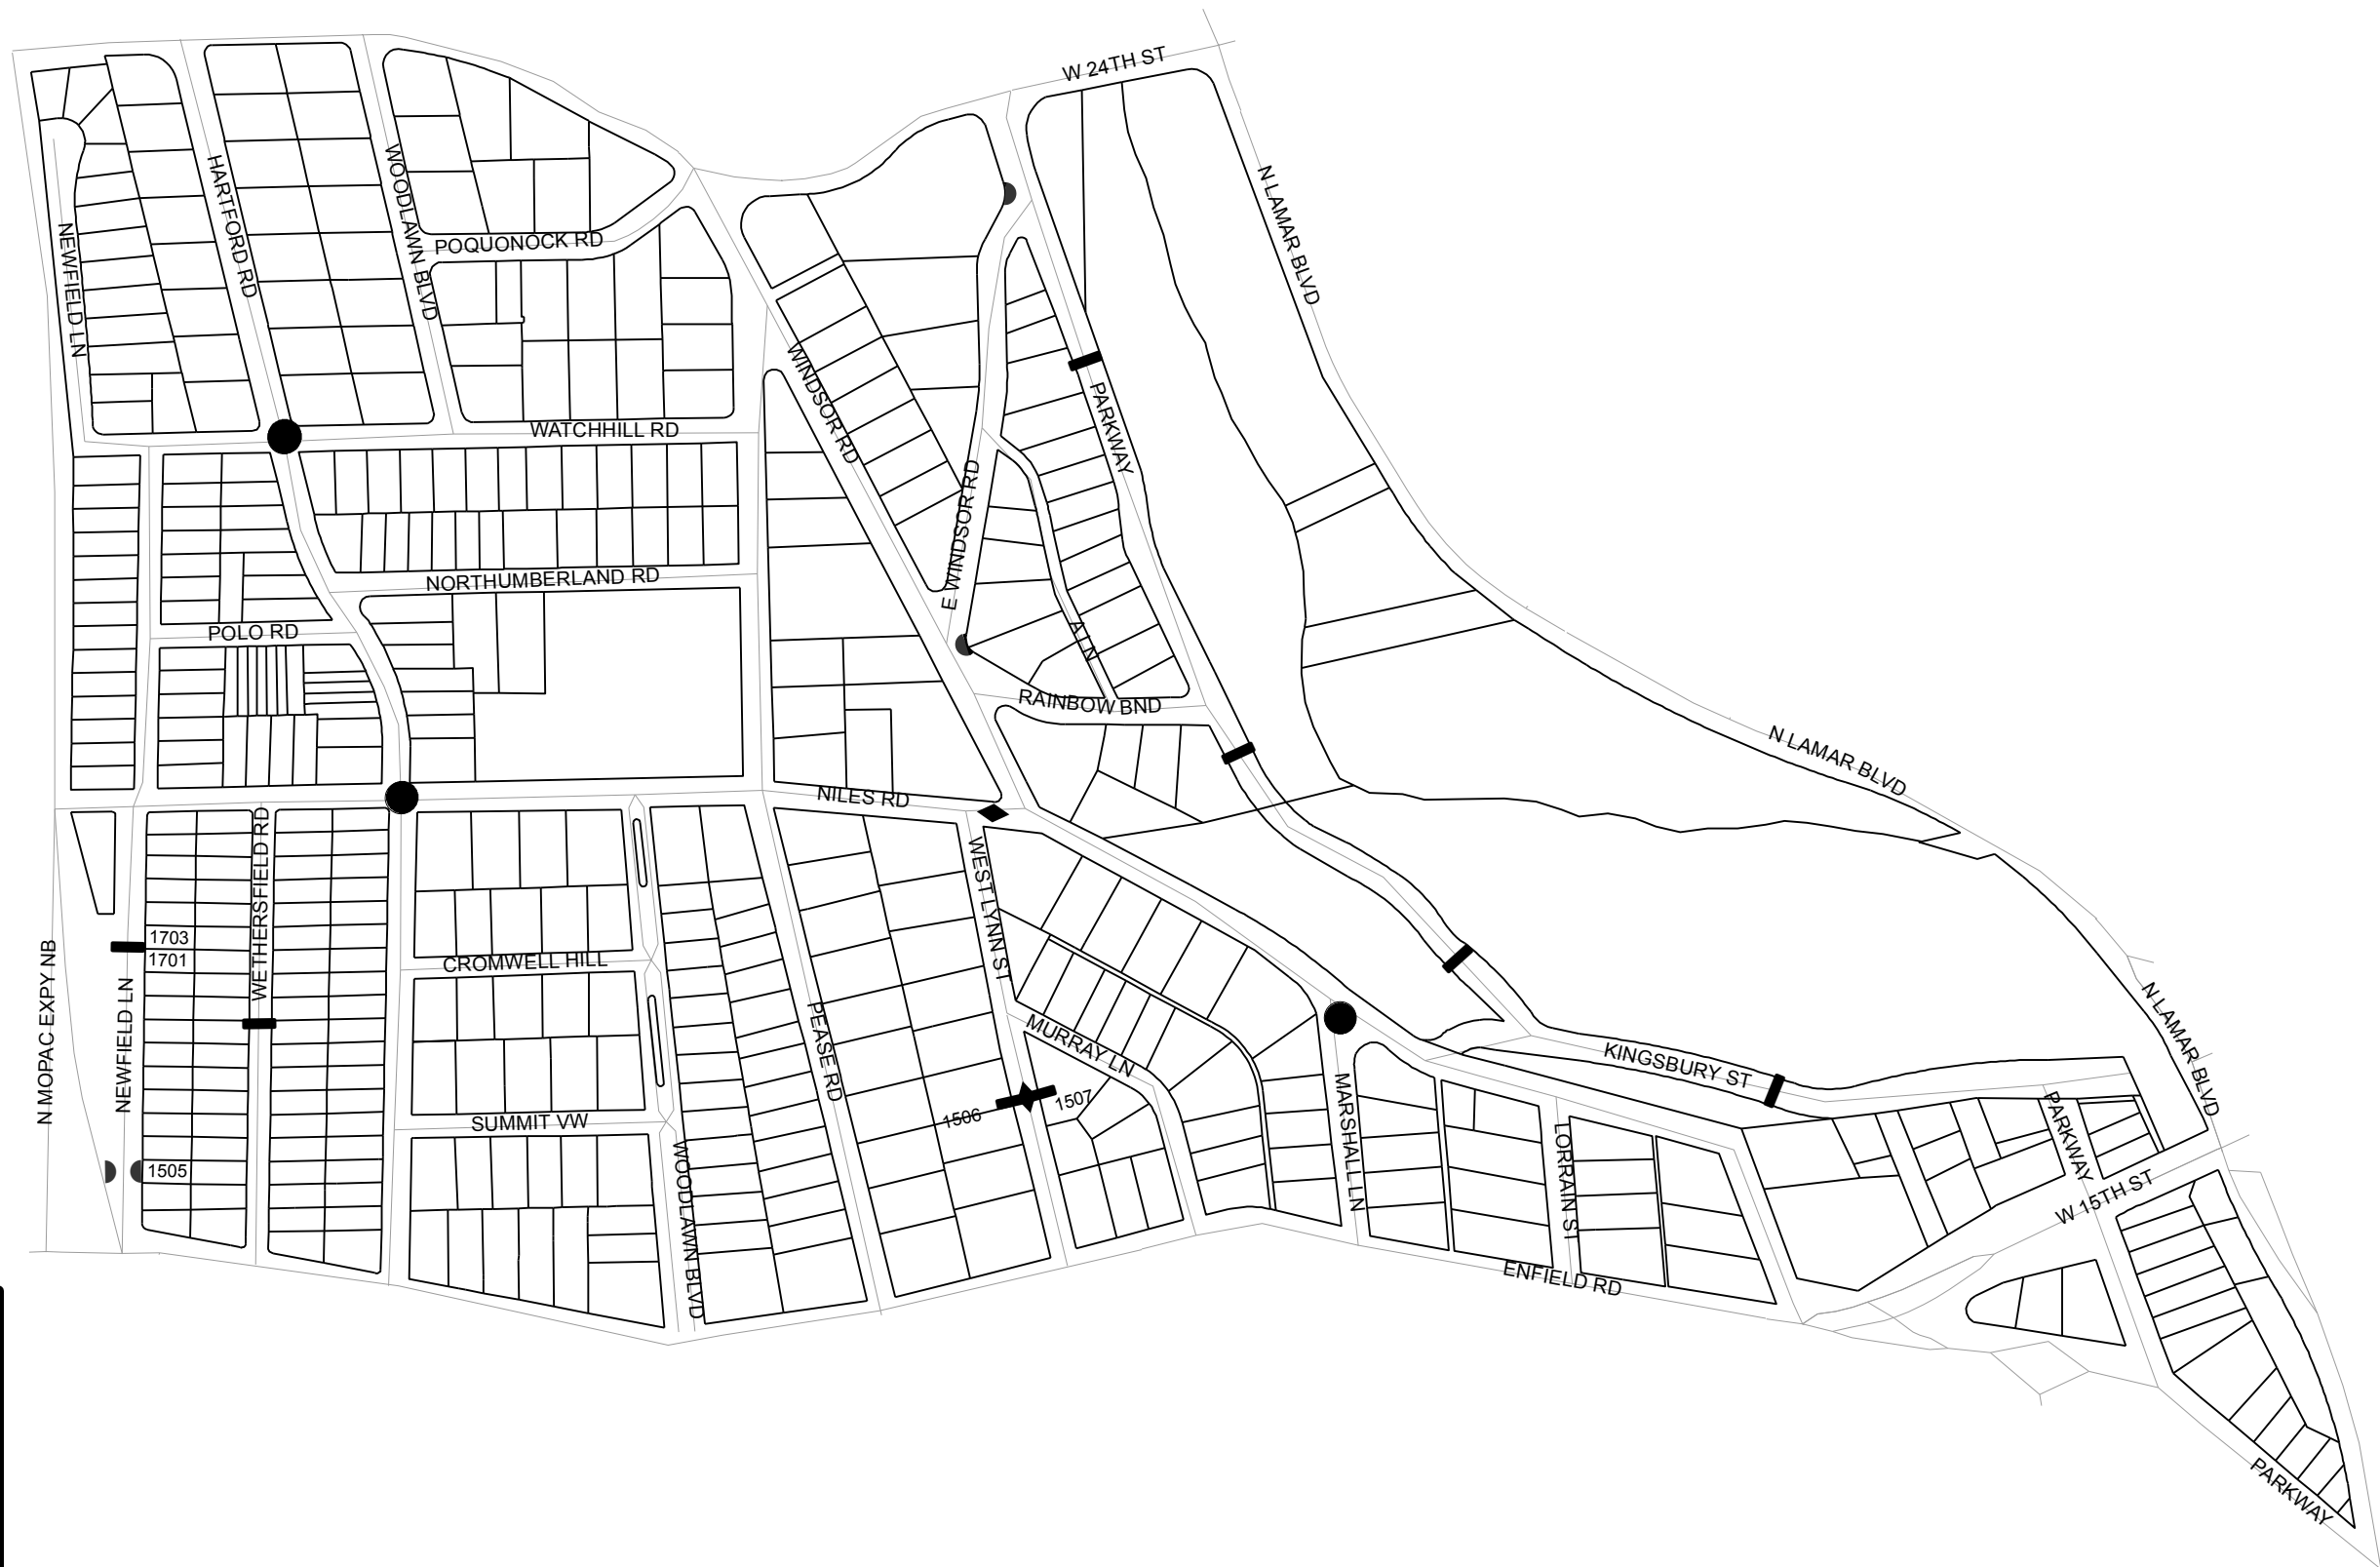 W 24TH ST
N LAMAR BLVD
HARTFORD RD
WOODLAWN BLVD
NEWFIELD LN
POQUONOCK RD
WINDSOR RD
PARKWAY
WATCHHILL RD
E WINDSOR RD
NORTHUMBERLAND RD
POLO RD
A LN
RAINBOW BND
N LAMAR BLVD
NILES RD
WETHERSFIELD RD
WEST LYNN ST
1703
1701
CROMWELL HILL
N MOPAC EXPY NB
NEWFIELD LN
PEASE RD
MURRAY LN
N LAMAR BLVD
KINGSBURY ST
1507
1506
MARSHALL LN
SUMMIT VW
LORRAIN ST
PARKWAY
1505
WOODLAWN BLVD
W 15TH ST
ENFIELD RD
PARKWAY